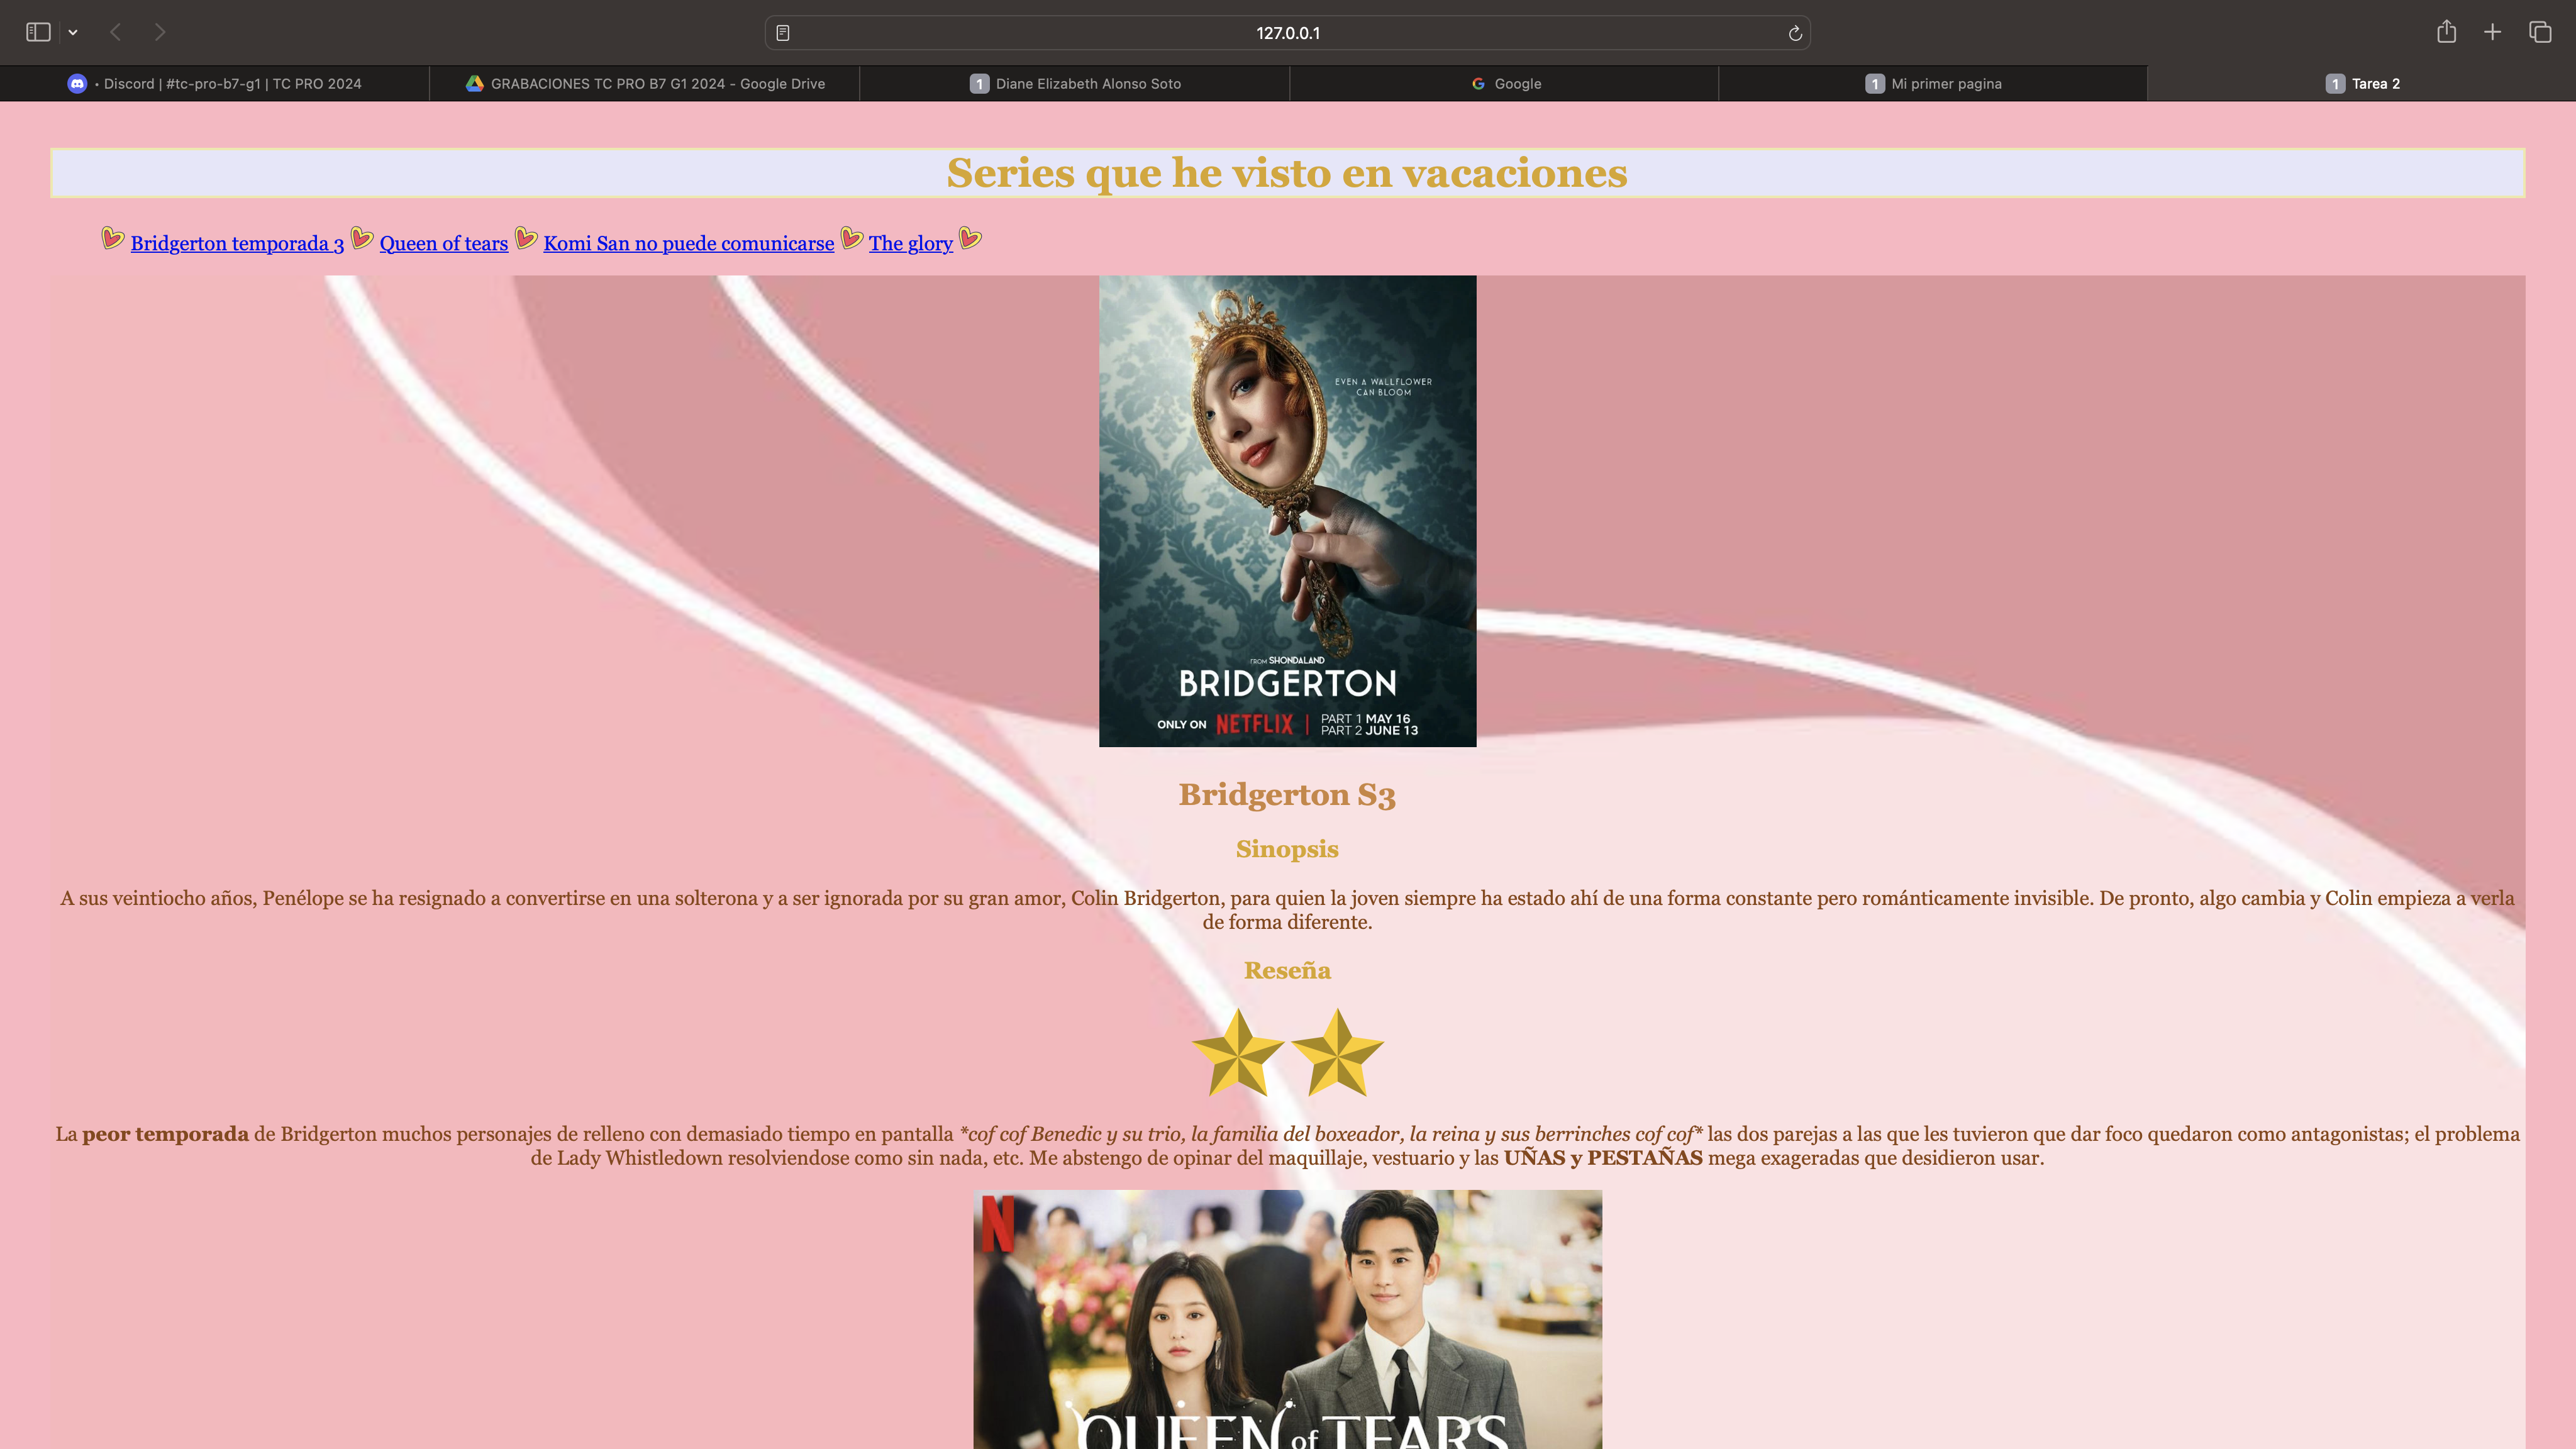 127.0.0.1
• Discord | #tc-pro-b7-g1 | TC PRO 2024
GRABACIONES TC PRO B7 G1 2024 - Google Drive
1 Diane Elizabeth Alonso Soto
G Google
1 Mi primer pagina
1 Tarea 2
Series que he visto en vacaciones
Bridgerton temporada 3 Queen of tears Komi San no puede comunicarse The glory
EVEN A WALLFLOWER
CAN BLOOM
FROM SHONDALAND
BRIDGERTON
ONLY ON NETFLIX | PART 1 MAY 16
PART 2 JUNE 13
Bridgerton S3
Sinopsis
A sus veintiocho años, Penélope se ha resignado a convertirse en una solterona y a ser ignorada por su gran amor, Colin Bridgerton, para quien la joven siempre ha estado ahí de una forma constante pero románticamente invisible. De pronto, algo cambia y Colin empieza a verla
de forma diferente.
Reseña
La peor temporada de Bridgerton muchos personajes de relleno con demasiado tiempo en pantalla *cof cof Benedic y su trio, la familia del boxeador, la reina y sus berrinches cof cof* las dos parejas a las que les tuvieron que dar foco quedaron como antagonistas; el problema
de Lady Whistledown resolviendose como sin nada, etc. Me abstengo de opinar del maquillaje, vestuario y las UÑAS y PESTAÑAS mega exageradas que desidieron usar.
N
QUEEN of TEARS